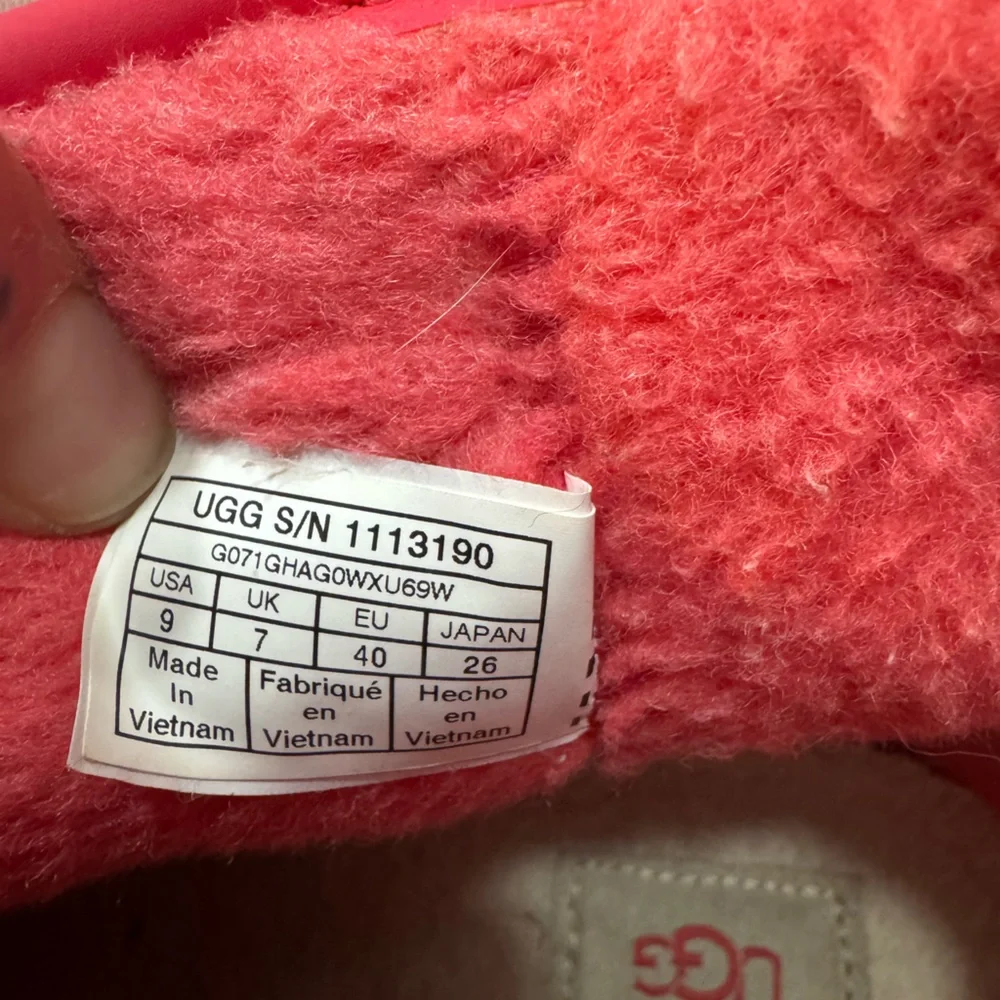 UGG S/N 1113190
G071GHAG0WXU69W
USA UK EU JAPAN
9 7 40 26
Made In Vietnam
Fabriqué en Vietnam
Hecho en Vietnam
UGG